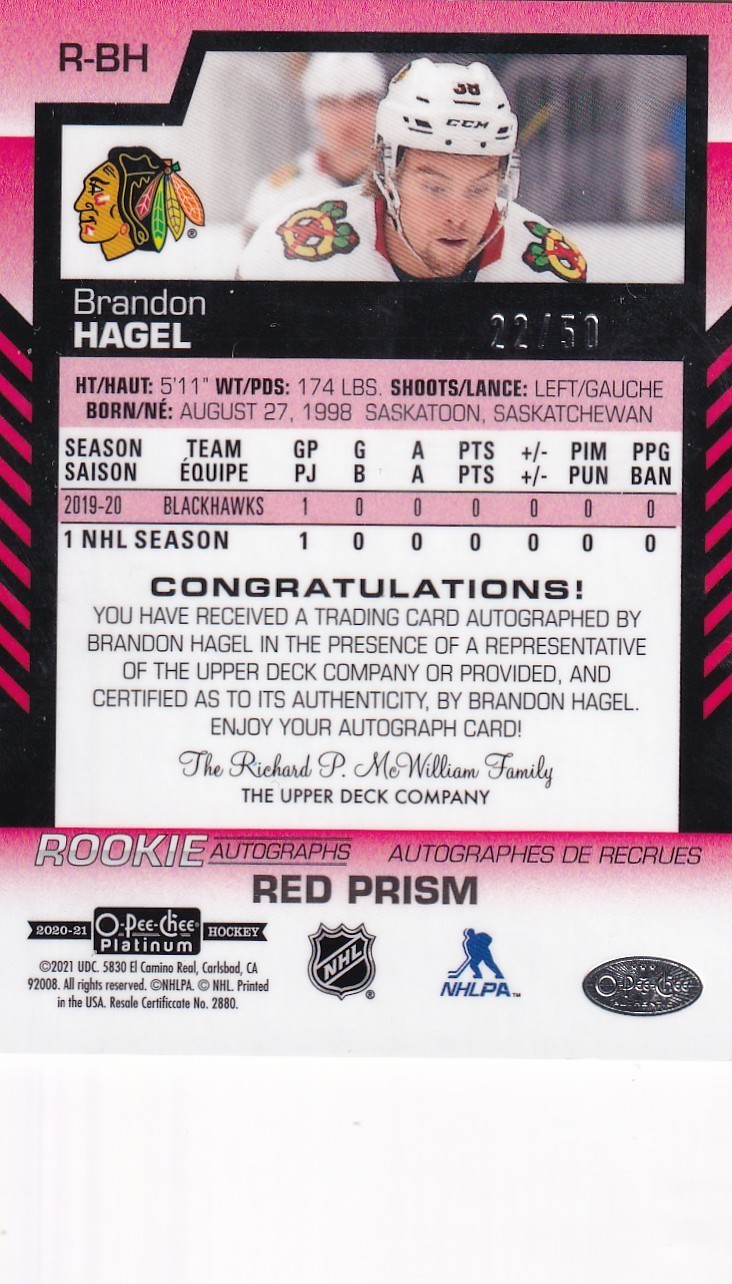 R-BH
38
CCM
Brandon
HAGEL
22/50
HT/HAUT: 5'11" WT/PDS: 174 LBS. SHOOTS/LANCE: LEFT/GAUCHE
BORN/NÉ: AUGUST 27, 1998 SASKATOON, SASKATCHEWAN
SEASON TEAM GP G A PTS +/- PIM PPG
SAISON ÉQUIPE PJ B A PTS +/- PUN BAN
2019-20 BLACKHAWKS 1 0 0 0 0 0 0
1 NHL SEASON 1 0 0 0 0 0 0
CONGRATULATIONS!
YOU HAVE RECEIVED A TRADING CARD AUTOGRAPHED BY
BRANDON HAGEL IN THE PRESENCE OF A REPRESENTATIVE
OF THE UPPER DECK COMPANY OR PROVIDED, AND
CERTIFIED AS TO ITS AUTHENTICITY, BY BRANDON HAGEL.
ENJOY YOUR AUTOGRAPH CARD!
The Richard P. McWilliam Family
THE UPPER DECK COMPANY
ROOKIE AUTOGRAPHS AUTOGRAPHES DE RECRUES
RED PRISM
2020-21 O-Pee-Chee Platinum HOCKEY
©2021 UDC. 5830 El Camino Real, Carlsbad, CA
92008. All rights reserved. ©NHLPA. © NHL. Printed
in the USA. Resale Certificate No. 2880.
NHL ®
NHLPA™
O-Pee-Chee